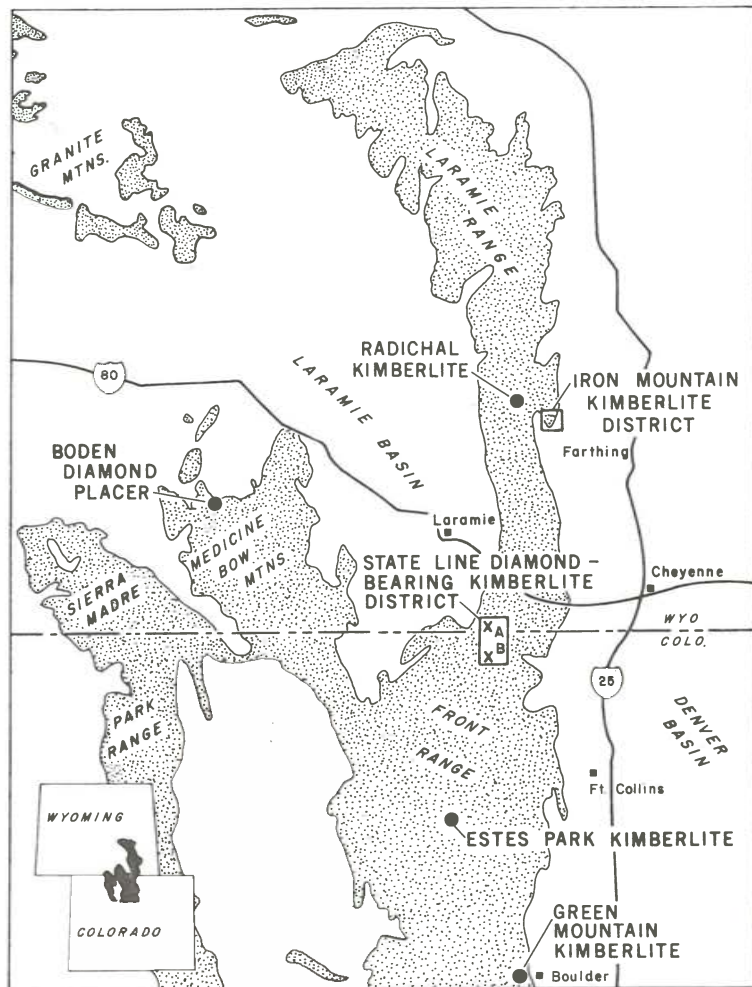 GRANITE
MTNS.
LARAMIE
RANGE
RADICHAL
KIMBERLITE
IRON MOUNTAIN
KIMBERLITE
DISTRICT
80
LARAMIE BASIN
Farthing
BODEN
DIAMOND
PLACER
Laramie
MEDICINE
BOW
MTNS
STATE LINE DIAMOND-
BEARING KIMBERLITE
DISTRICT
Cheyenne
SIERRA
MADRE
X A
B
X
WYO
COLO.
25
PARK
RANGE
FRONT
RANGE
DENVER
BASIN
Ft. Collins
WYOMING
ESTES PARK KIMBERLITE
COLORADO
GREEN
MOUNTAIN
KIMBERLITE
Boulder